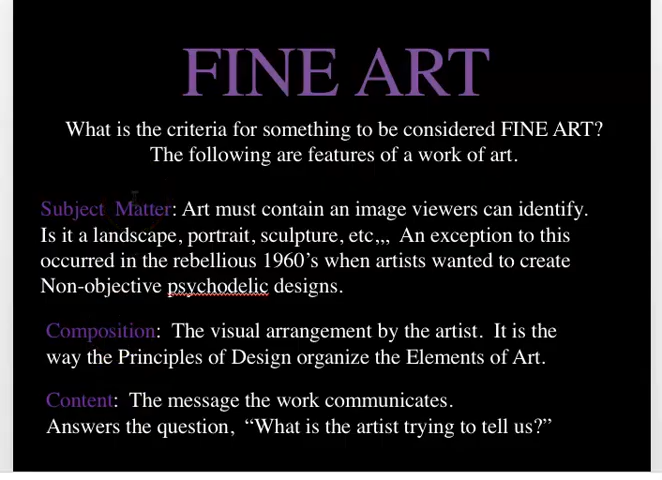 FINE ART
What is the criteria for something to be considered FINE ART?
The following are features of a work of art.
Subject  Matter: Art must contain an image viewers can identify.
Is it a landscape, portrait, sculpture, etc,,,  An exception to this
occurred in the rebellious 1960’s when artists wanted to create
Non-objective psychodelic designs.
Composition:  The visual arrangement by the artist.  It is the
way the Principles of Design organize the Elements of Art.
Content:  The message the work communicates.
Answers the question,  “What is the artist trying to tell us?”